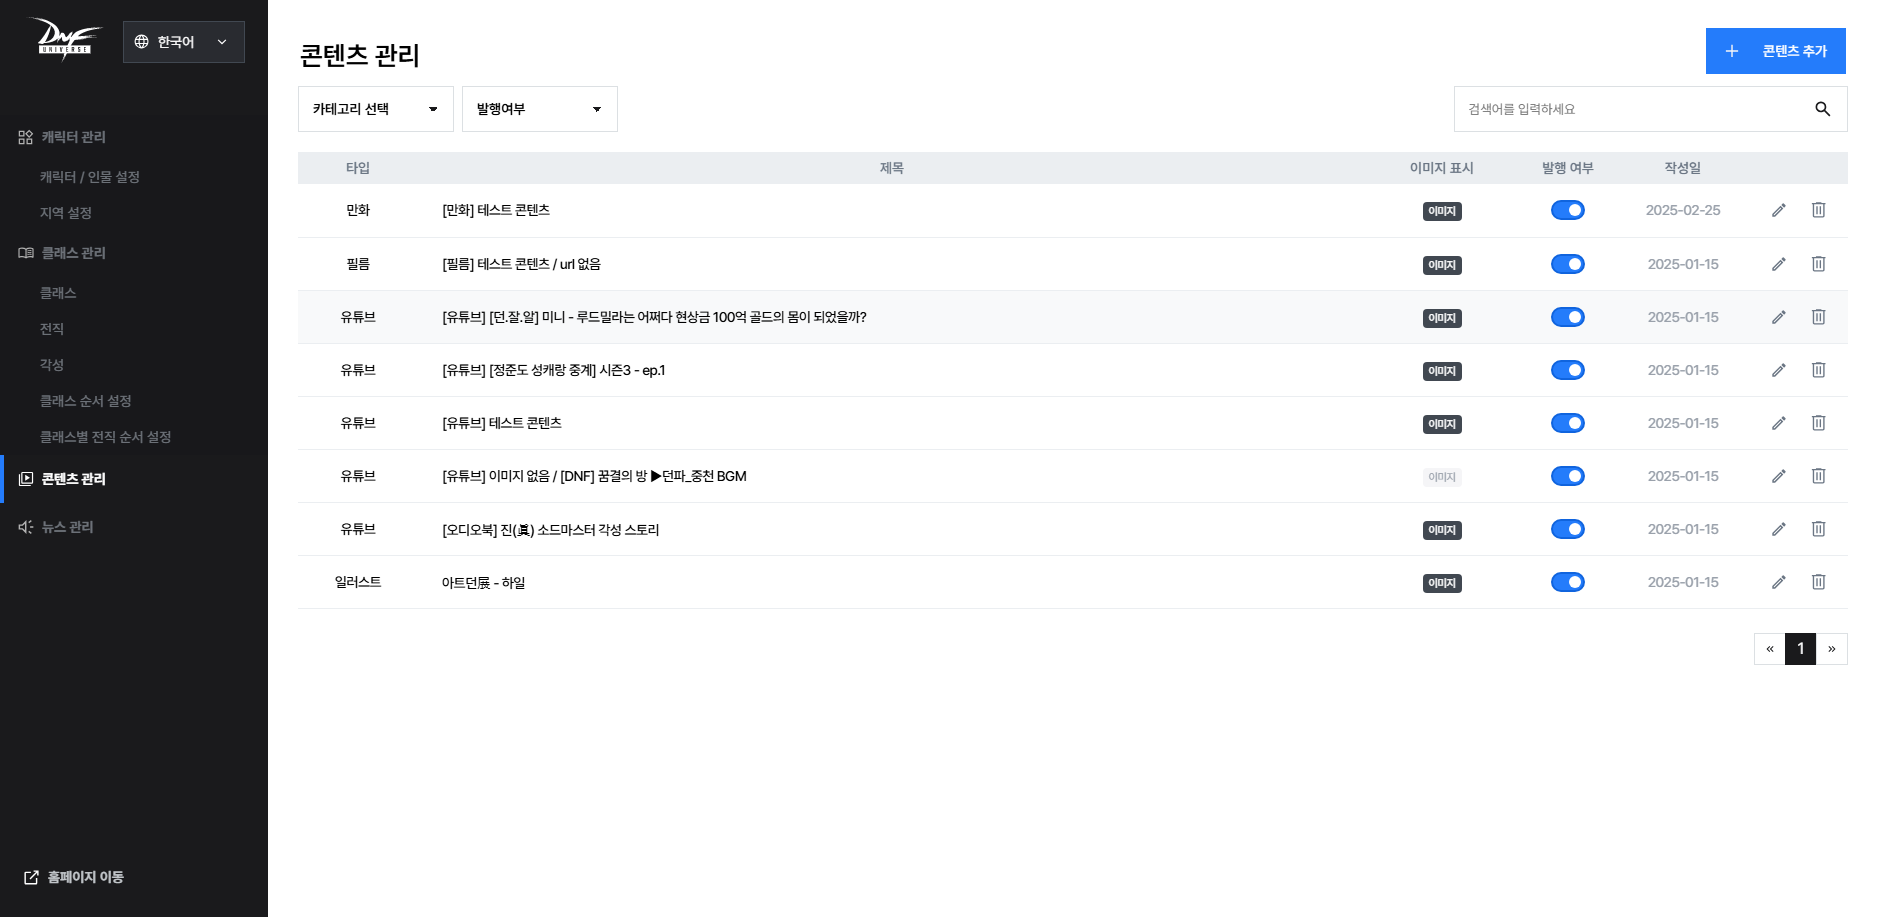 DNF
UNIVERSE
한국어
캐릭터 관리
캐릭터 / 인물 설정
지역 설정
클래스 관리
클래스
전직
각성
클래스 순서 설정
클래스별 전직 순서 설정
콘텐츠 관리
뉴스 관리
홈페이지 이동
콘텐츠 관리
콘텐츠 추가
카테고리 선택 발행여부 검색어를 입력하세요
타입 제목 이미지 표시 발행 여부 작성일
만화 [만화] 테스트 콘텐츠 이미지 2025-02-25
필름 [필름] 테스트 콘텐츠 / url 없음 이미지 2025-01-15
유튜브 [유튜브] [던.잘.알] 미니 - 루드밀라는 어쩌다 현상금 100억 골드의 몸이 되었을까? 이미지 2025-01-15
유튜브 [유튜브] [정준도 성캐랑 중계] 시즌3 - ep.1 이미지 2025-01-15
유튜브 [유튜브] 테스트 콘텐츠 이미지 2025-01-15
유튜브 [유튜브] 이미지 없음 / [DNF] 꿈결의 방 ▶던파_중천 BGM 이미지 2025-01-15
유튜브 [오디오북] 진(眞) 소드마스터 각성 스토리 이미지 2025-01-15
일러스트 아트던展 - 하일 이미지 2025-01-15
« 1 »